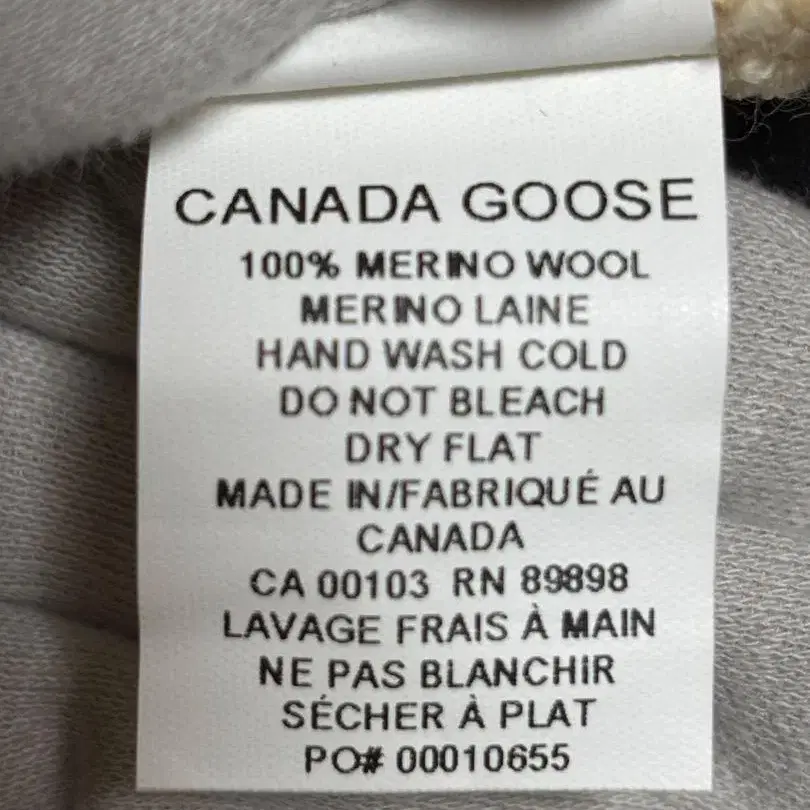 CANADA GOOSE
100% MERINO WOOL
MERINO LAINE
HAND WASH COLD
DO NOT BLEACH
DRY FLAT
MADE IN/FABRIQUÉ AU
CANADA
CA 00103 RN 89898
LAVAGE FRAIS À MAIN
NE PAS BLANCHIR
SÉCHER À PLAT
PO# 00010655